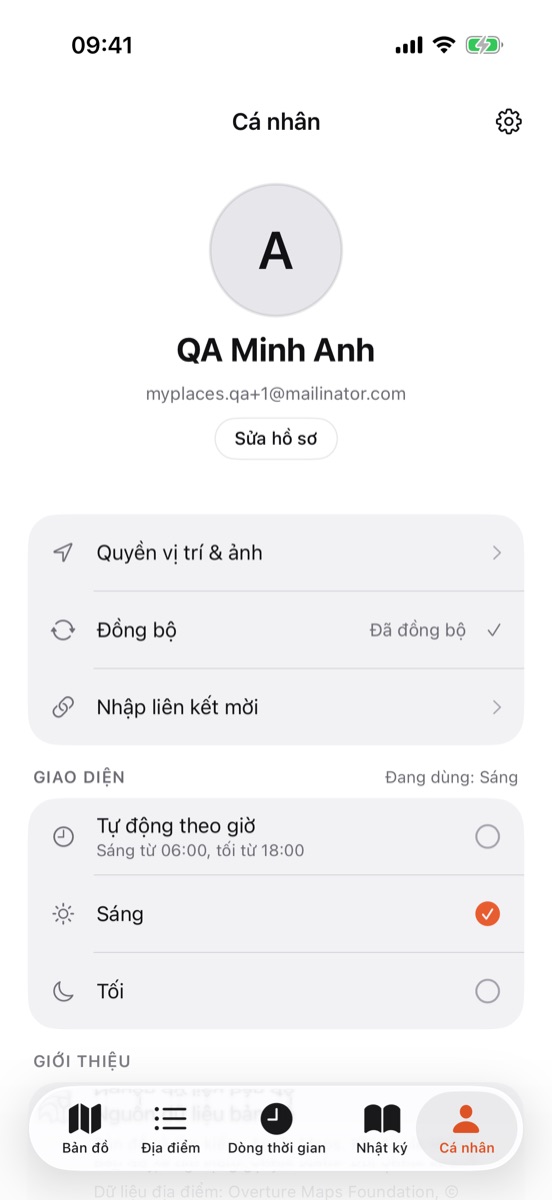 09:41
Cá nhân
A
QA Minh Anh
myplaces.qa+1@mailinator.com
Sửa hồ sơ
Quyền vị trí & ảnh
Đồng bộ Đã đồng bộ
Nhập liên kết mời
GIAO DIỆN Đang dùng: Sáng
Tự động theo giờ
Sáng từ 06:00, tối từ 18:00
Sáng
Tối
GIỚI THIỆU
Bản đồ Địa điểm Dòng thời gian Nhật ký Cá nhân
Dữ liệu địa điểm: Overture Maps Foundation, ©